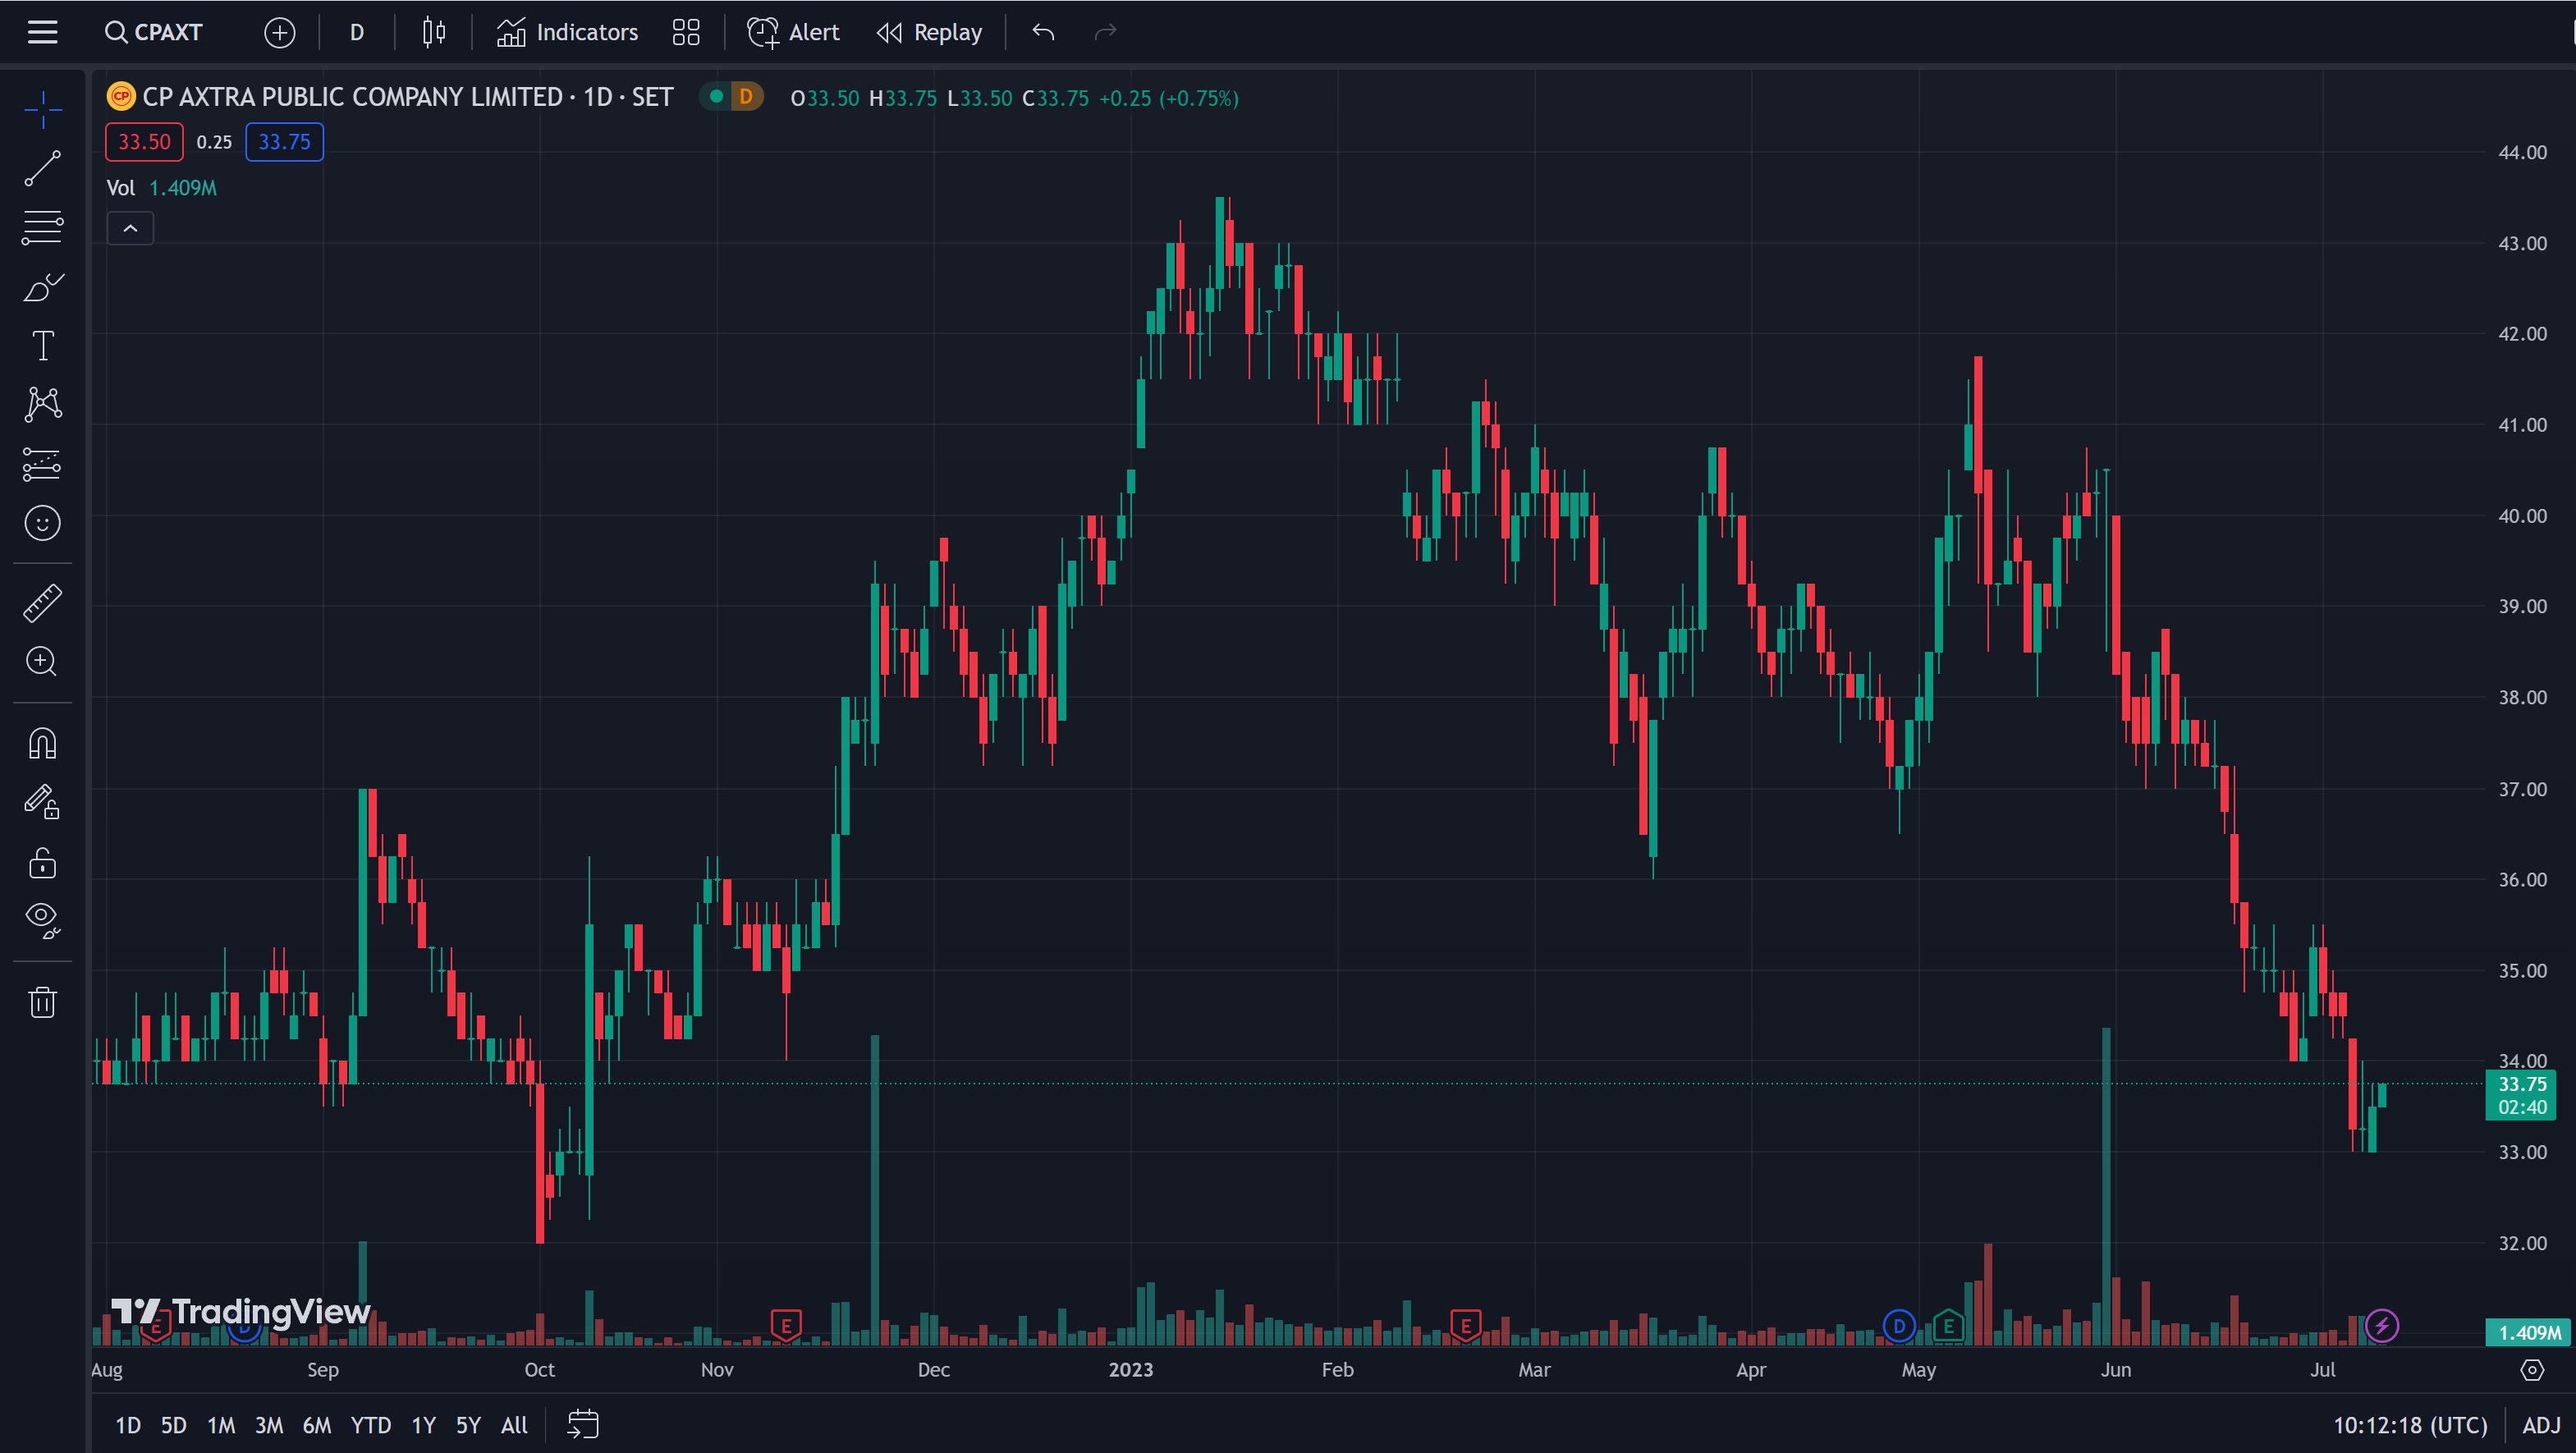 CPAXT D Indicators Alert Replay
CP AXTRA PUBLIC COMPANY LIMITED · 1D · SET D O33.50 H33.75 L33.50 C33.75 +0.25 (+0.75%)
33.50 0.25 33.75
Vol 1.409M
44.00
43.00
42.00
41.00
40.00
39.00
38.00
37.00
36.00
35.00
34.00
33.75
02:40
33.00
32.00
TradingView
E D E E D E
1.409M
Aug Sep Oct Nov Dec 2023 Feb Mar Apr May Jun Jul
1D 5D 1M 3M 6M YTD 1Y 5Y All 10:12:18 (UTC) ADJ